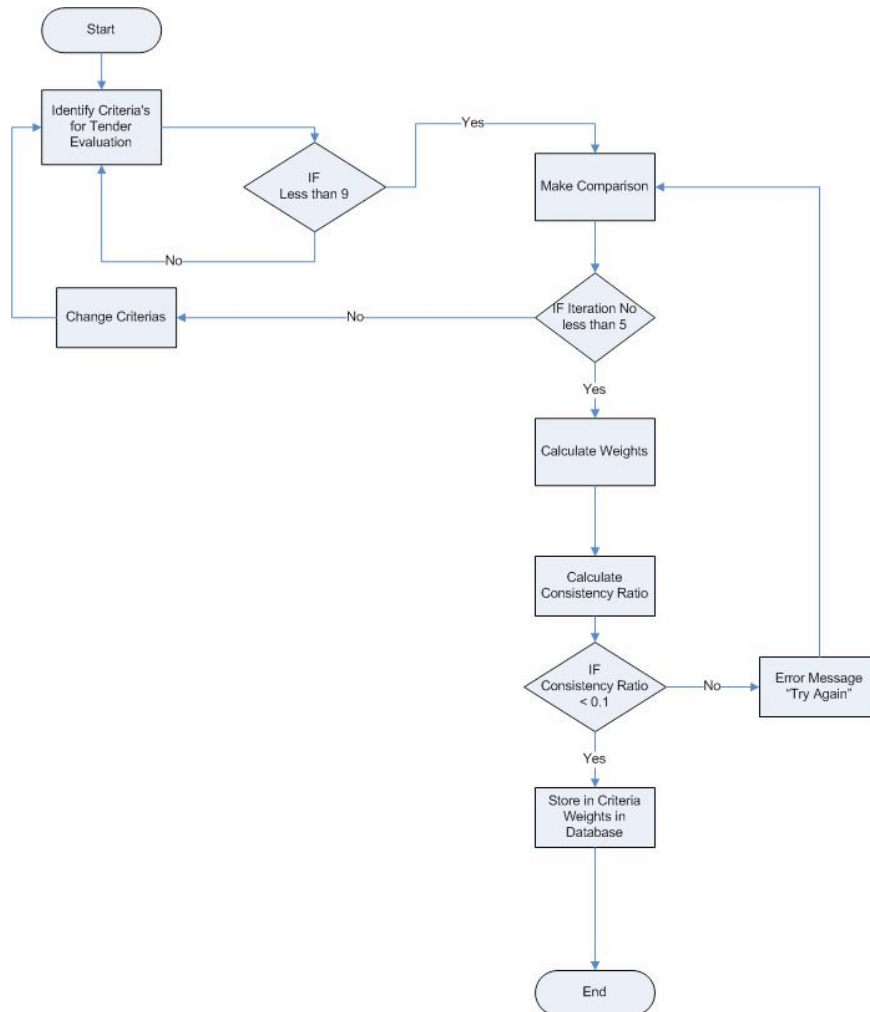 Start
Identify Criteria's
for Tender
Evaluation
Yes
IF
Less than 9
Make Comparison
No
Change Criterias
No
IF Iteration No
less than 5
Yes
Calculate Weights
Calculate
Consistency Ratio
IF
Consistency Ratio
< 0.1
No
Error Message
“Try Again”
Yes
Store in Criteria
Weights in
Database
End